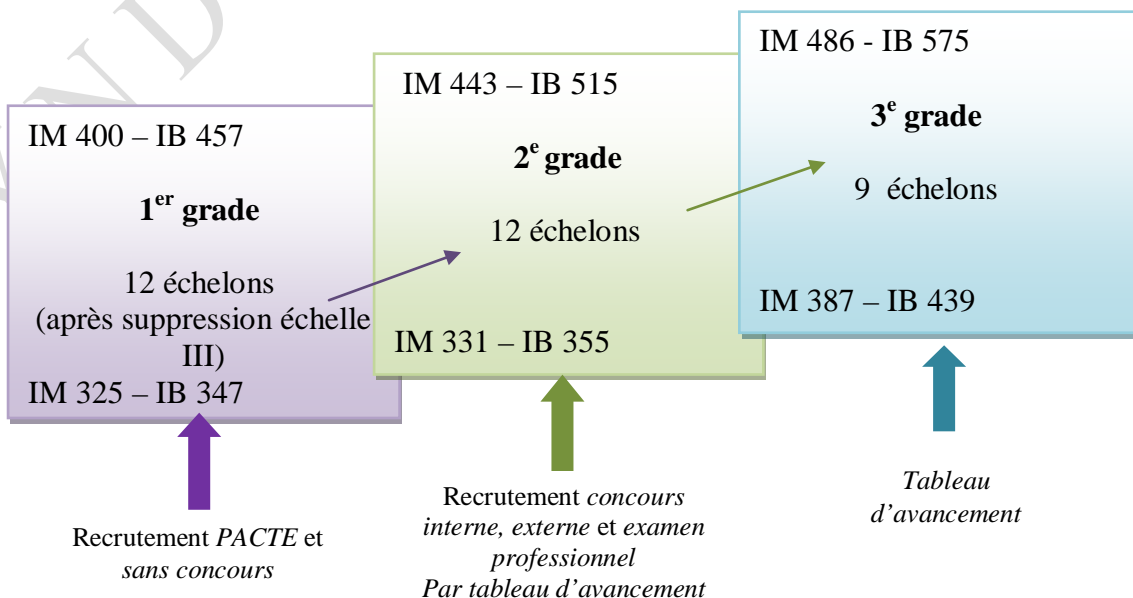 IM 400 – IB 457
1er grade
12 échelons
(après suppression échelle
III)
IM 325 – IB 347
Recrutement PACTE et
sans concours
IM 443 – IB 515
2e grade
12 échelons
IM 331 – IB 355
Recrutement concours
interne, externe et examen
professionnel
Par tableau d’avancement
IM 486 - IB 575
3e grade
9 échelons
IM 387 – IB 439
Tableau
d’avancement